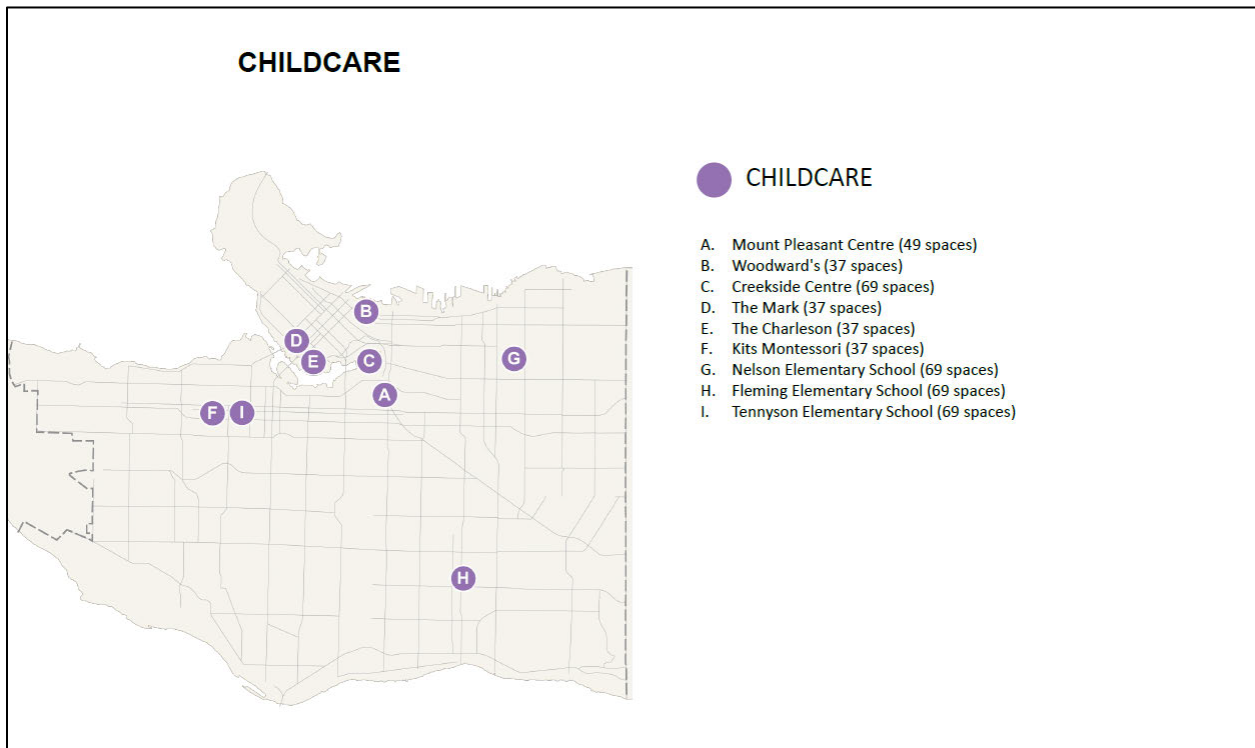 CHILDCARE
CHILDCARE
A. Mount Pleasant Centre (49 spaces)
B. Woodward's (37 spaces)
C. Creekside Centre (69 spaces)
D. The Mark (37 spaces)
E. The Charleson (37 spaces)
F. Kits Montessori (37 spaces)
G. Nelson Elementary School (69 spaces)
H. Fleming Elementary School (69 spaces)
I. Tennyson Elementary School (69 spaces)
B
D
E
C
G
A
F
I
H